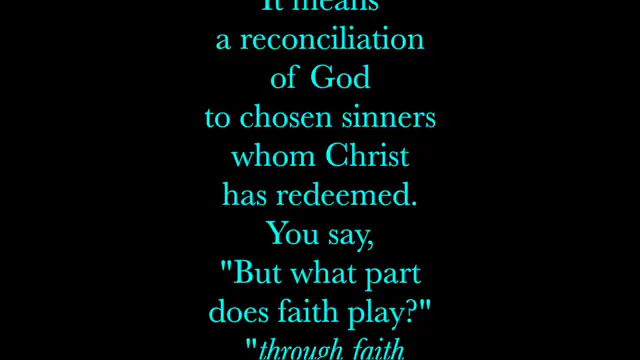 It means
a reconciliation
of God
to chosen sinners
whom Christ
has redeemed.
You say,
"But what part
does faith play?"
"through faith